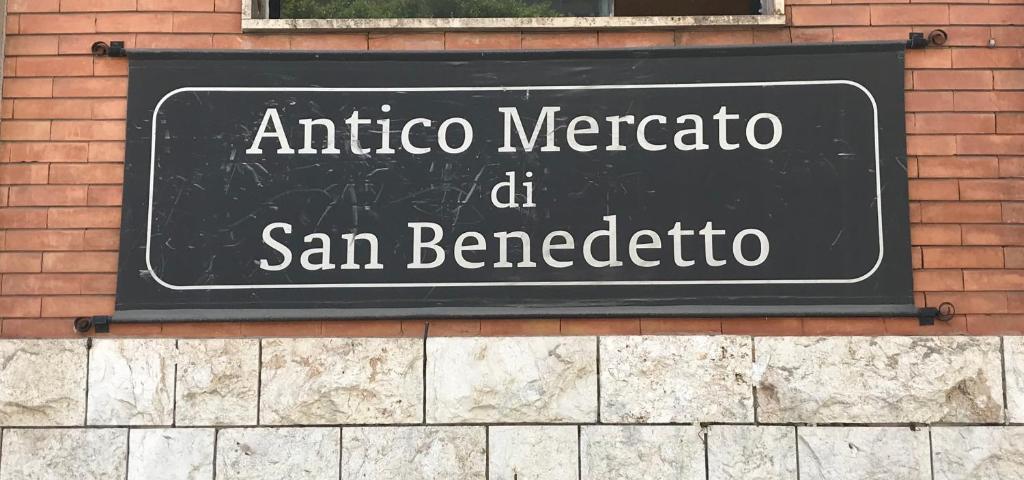 Antico Mercato
di
San Benedetto